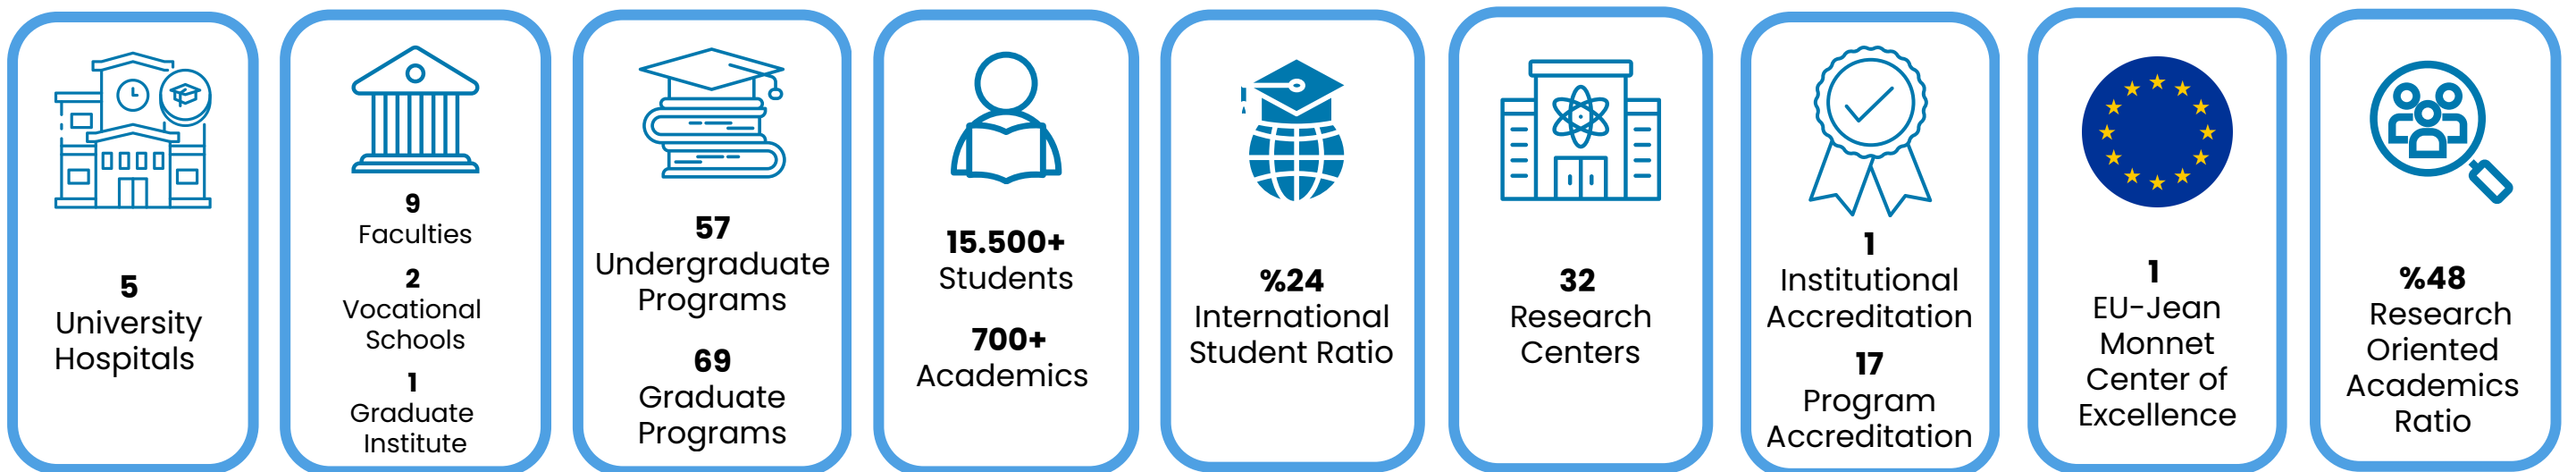 5
University
Hospitals
9
Faculties
2
Vocational
Schools
1
Graduate
Institute
57
Undergraduate
Programs
69
Graduate
Programs
15.500+
Students
700+
Academics
%24
International
Student Ratio
32
Research
Centers
1
Institutional
Accreditation
17
Program
Accreditation
1
EU-Jean
Monnet
Center of
Excellence
%48
Research
Oriented
Academics
Ratio